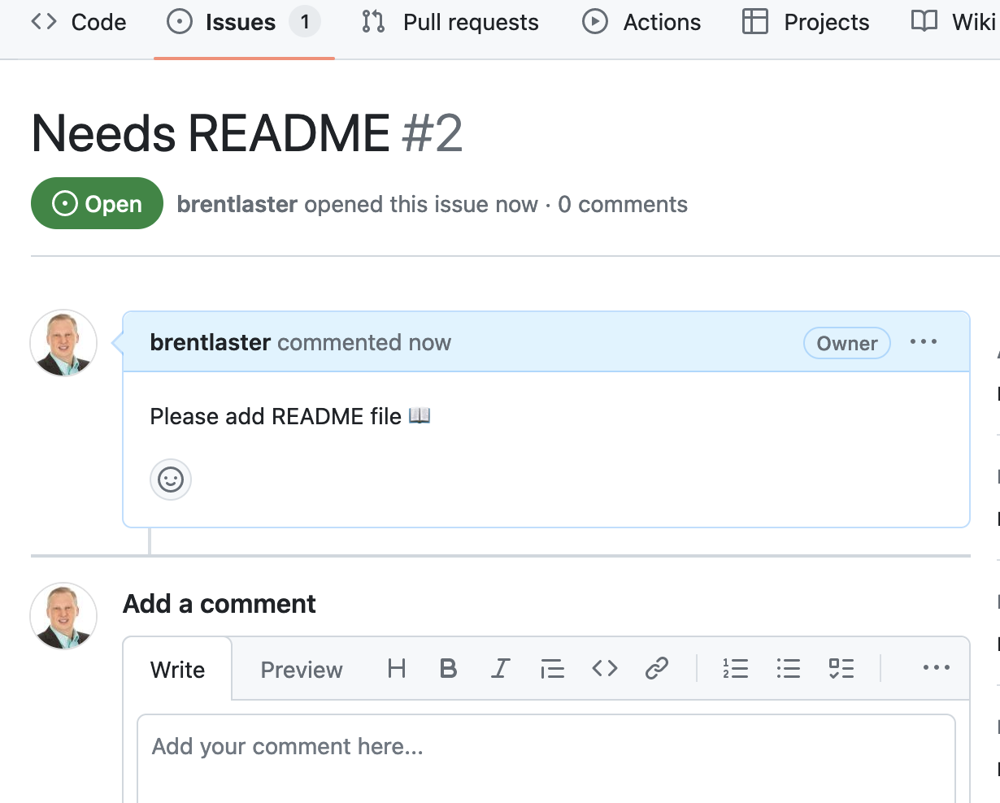 Code Issues 1 Pull requests Actions Projects Wiki
Needs README #2
Open brentlaster opened this issue now · 0 comments
brentlaster commented now Owner
Please add README file 📖
Add a comment
Write Preview H B I
Add your comment here...